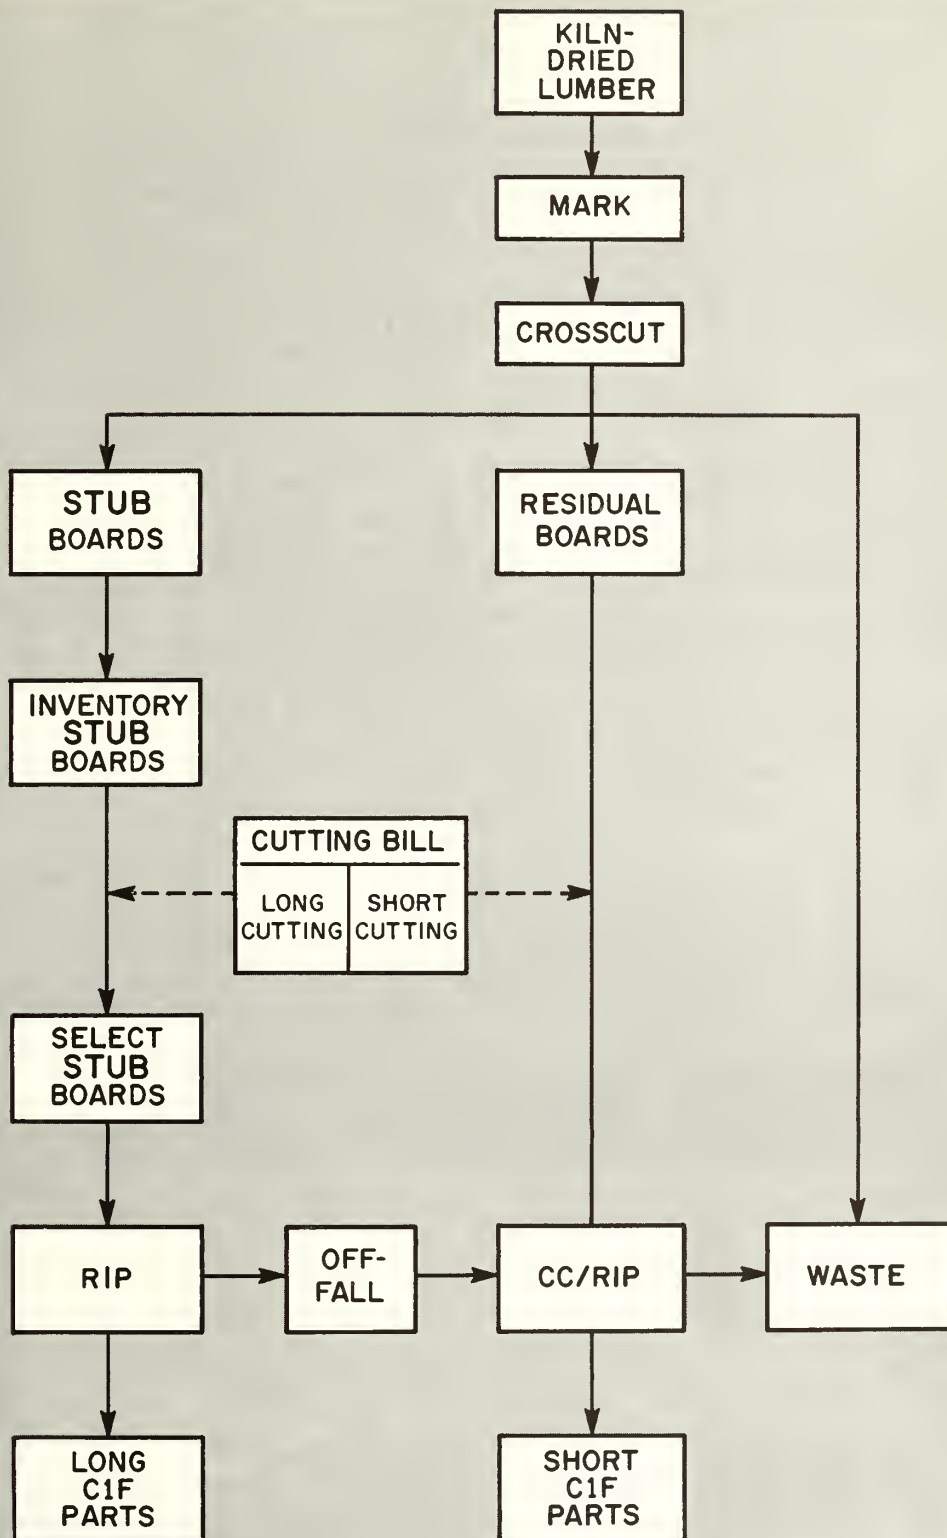 KILN-
DRIED
LUMBER
MARK
CROSSCUT
STUB
BOARDS
RESIDUAL
BOARDS
INVENTORY
STUB
BOARDS
CUTTING BILL
LONG
CUTTING
SHORT
CUTTING
SELECT
STUB
BOARDS
RIP
OFF-
FALL
CC/RIP
WASTE
LONG
C1F
PARTS
SHORT
C1F
PARTS